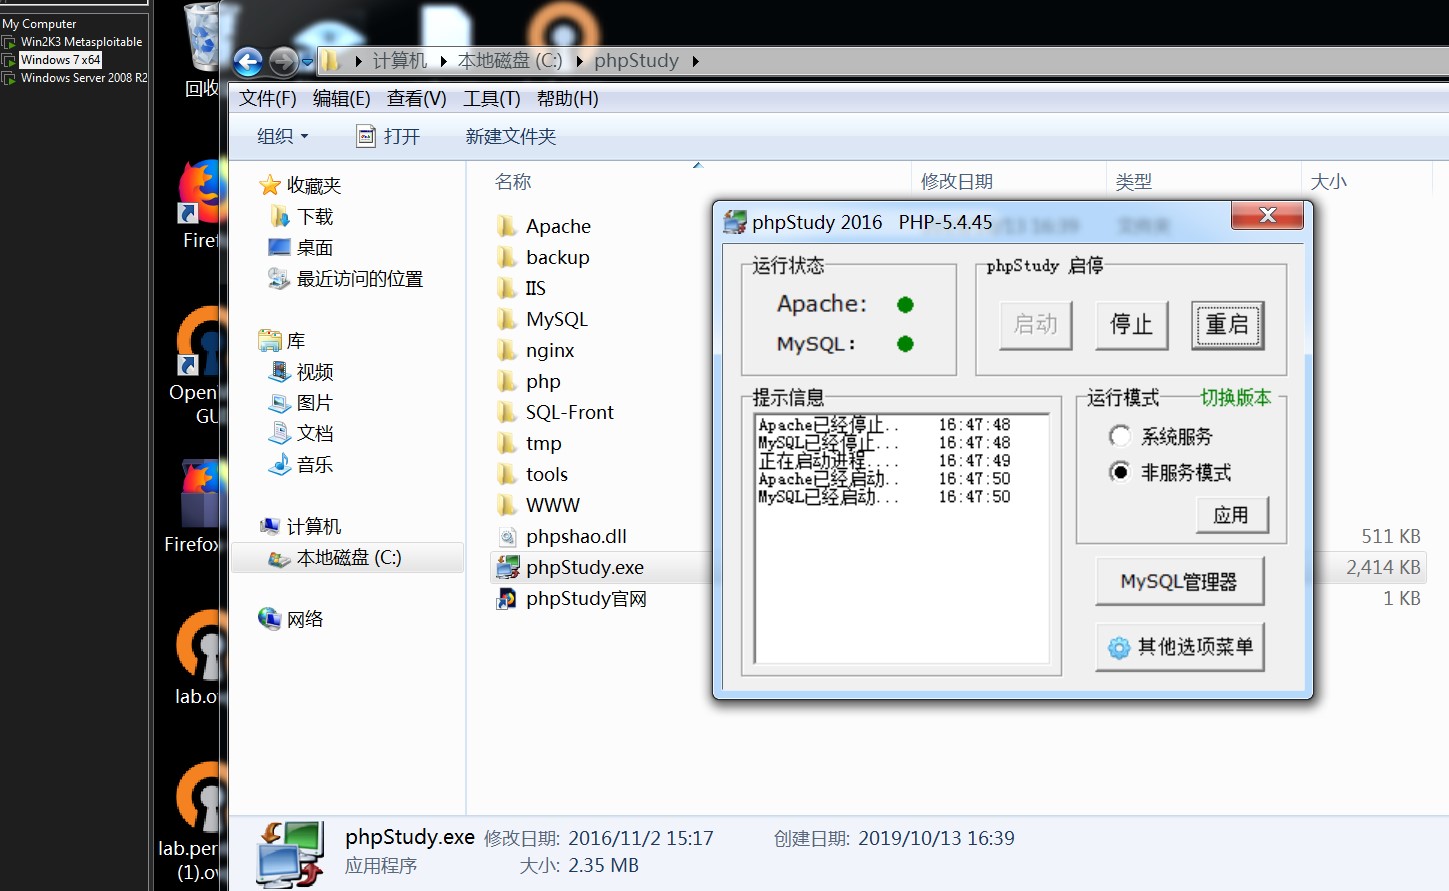 My Computer
Win2K3 Metasploitable
Windows 7 x64
Windows Server 2008 R2
回收
Firef
Open
GU
Firefox
lab.o
lab.per
(1).o
计算机 本地磁盘 (C:) phpStudy
文件(F) 编辑(E) 查看(V) 工具(T) 帮助(H)
组织 打开 新建文件夹
收藏夹
下载
桌面
最近访问的位置
库
视频
图片
文档
音乐
计算机
本地磁盘 (C:)
网络
名称 修改日期 类型 大小
Apache
backup
IIS
MySQL
nginx
php
SQL-Front
tmp
tools
WWW
phpshao.dll 511 KB
phpStudy.exe 2,414 KB
phpStudy官网 1 KB
phpStudy 2016 PHP-5.4.45
运行状态
Apache:
MySQL:
phpStudy 启停
启动 停止 重启
提示信息
Apache已经停止.. 16:47:48
MySQL已经停止... 16:47:48
正在启动进程.... 16:47:49
Apache已经启动.. 16:47:50
MySQL已经启动... 16:47:50
运行模式 切换版本
系统服务
非服务模式
应用
MySQL管理器
其他选项菜单
phpStudy.exe 修改日期: 2016/11/2 15:17 创建日期: 2019/10/13 16:39
应用程序 大小: 2.35 MB